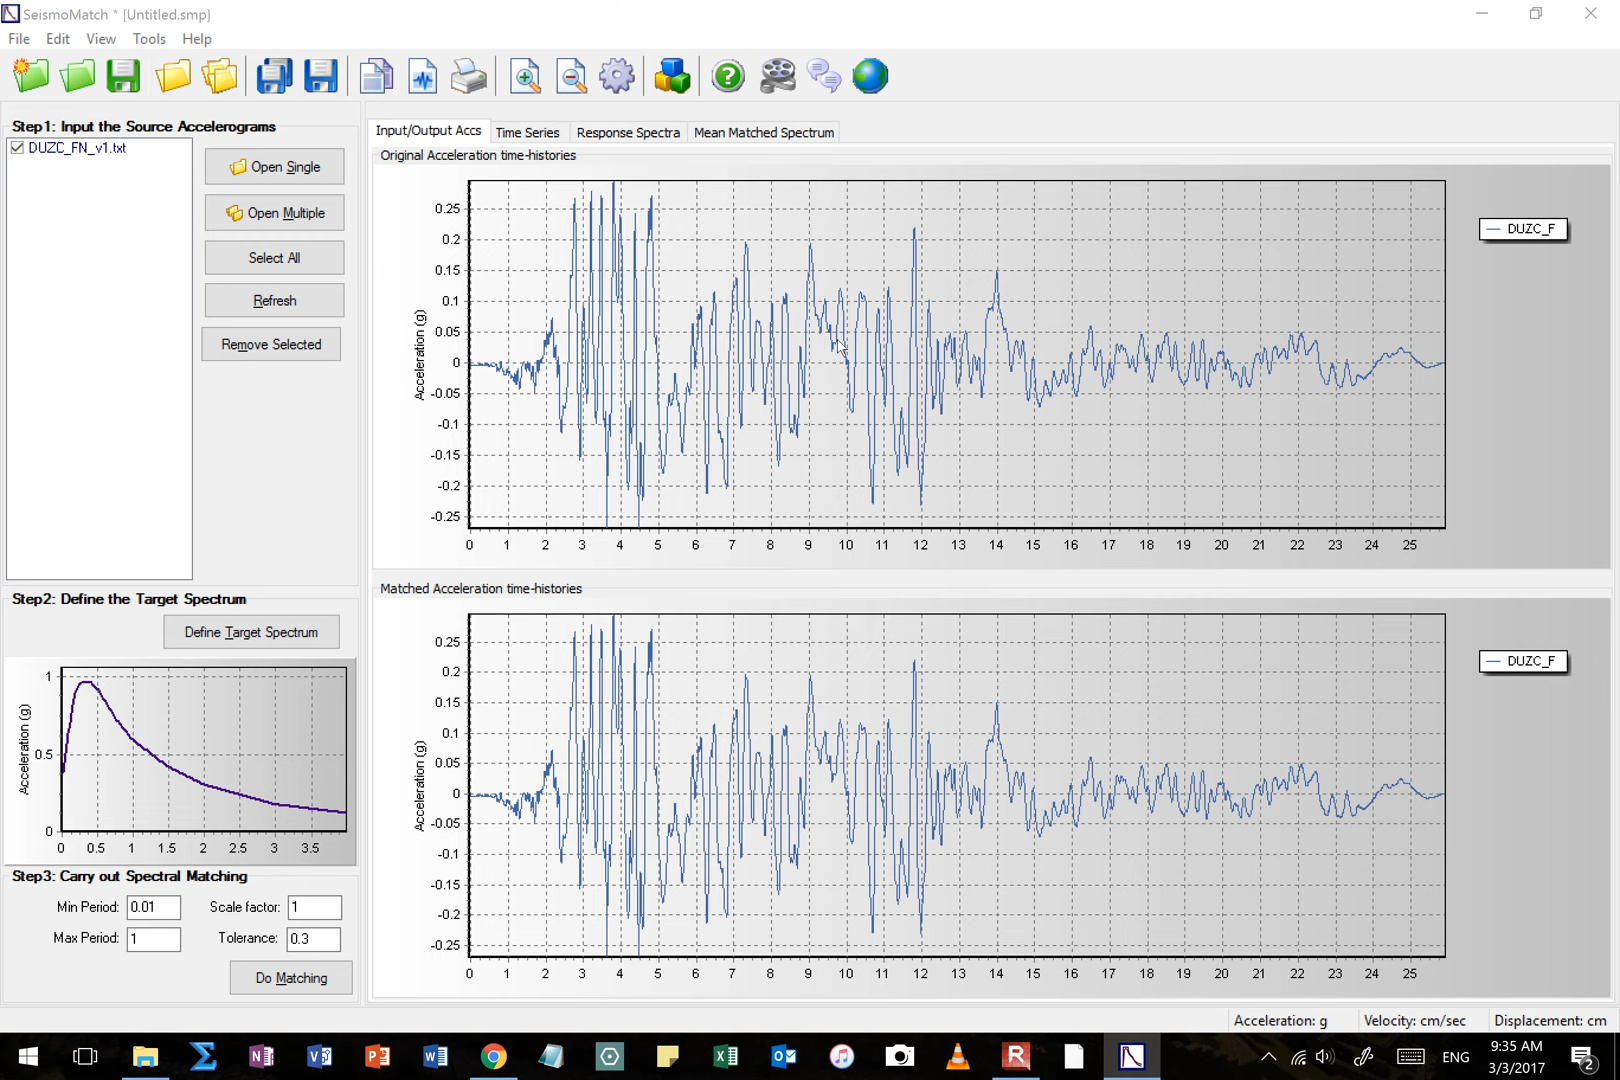 SeismoMatch * [Untitled.smp]
File Edit View Tools Help
Step1: Input the Source Accelerograms
DUZC_FN_v1.txt
Open Single
Open Multiple
Select All
Refresh
Remove Selected
Step2: Define the Target Spectrum
Define Target Spectrum
Acceleration (g)
1
0.5
0
0 0.5 1 1.5 2 2.5 3 3.5
Step3: Carry out Spectral Matching
Min Period: 0.01 Scale factor: 1
Max Period: 1 Tolerance: 0.3
Do Matching
Input/Output Accs Time Series Response Spectra Mean Matched Spectrum
Original Acceleration time-histories
Acceleration (g)
0.25
0.2
0.15
0.1
0.05
0
-0.05
-0.1
-0.15
-0.2
-0.25
0 1 2 3 4 5 6 7 8 9 10 11 12 13 14 15 16 17 18 19 20 21 22 23 24 25
DUZC_F
Matched Acceleration time-histories
Acceleration (g)
0.25
0.2
0.15
0.1
0.05
0
-0.05
-0.1
-0.15
-0.2
-0.25
0 1 2 3 4 5 6 7 8 9 10 11 12 13 14 15 16 17 18 19 20 21 22 23 24 25
DUZC_F
Acceleration: g Velocity: cm/sec Displacement: cm
ENG
9:35 AM
3/3/2017
2